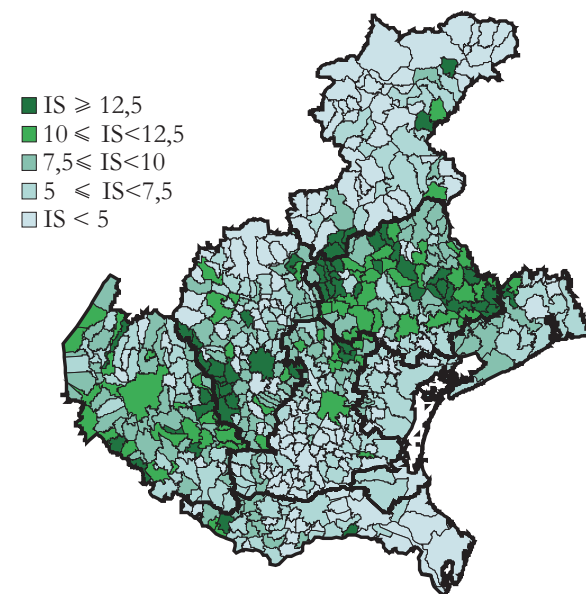 IS ⩾ 12,5
10 ⩽ IS<12,5
7,5⩽ IS<10
5 ⩽ IS<7,5
IS < 5